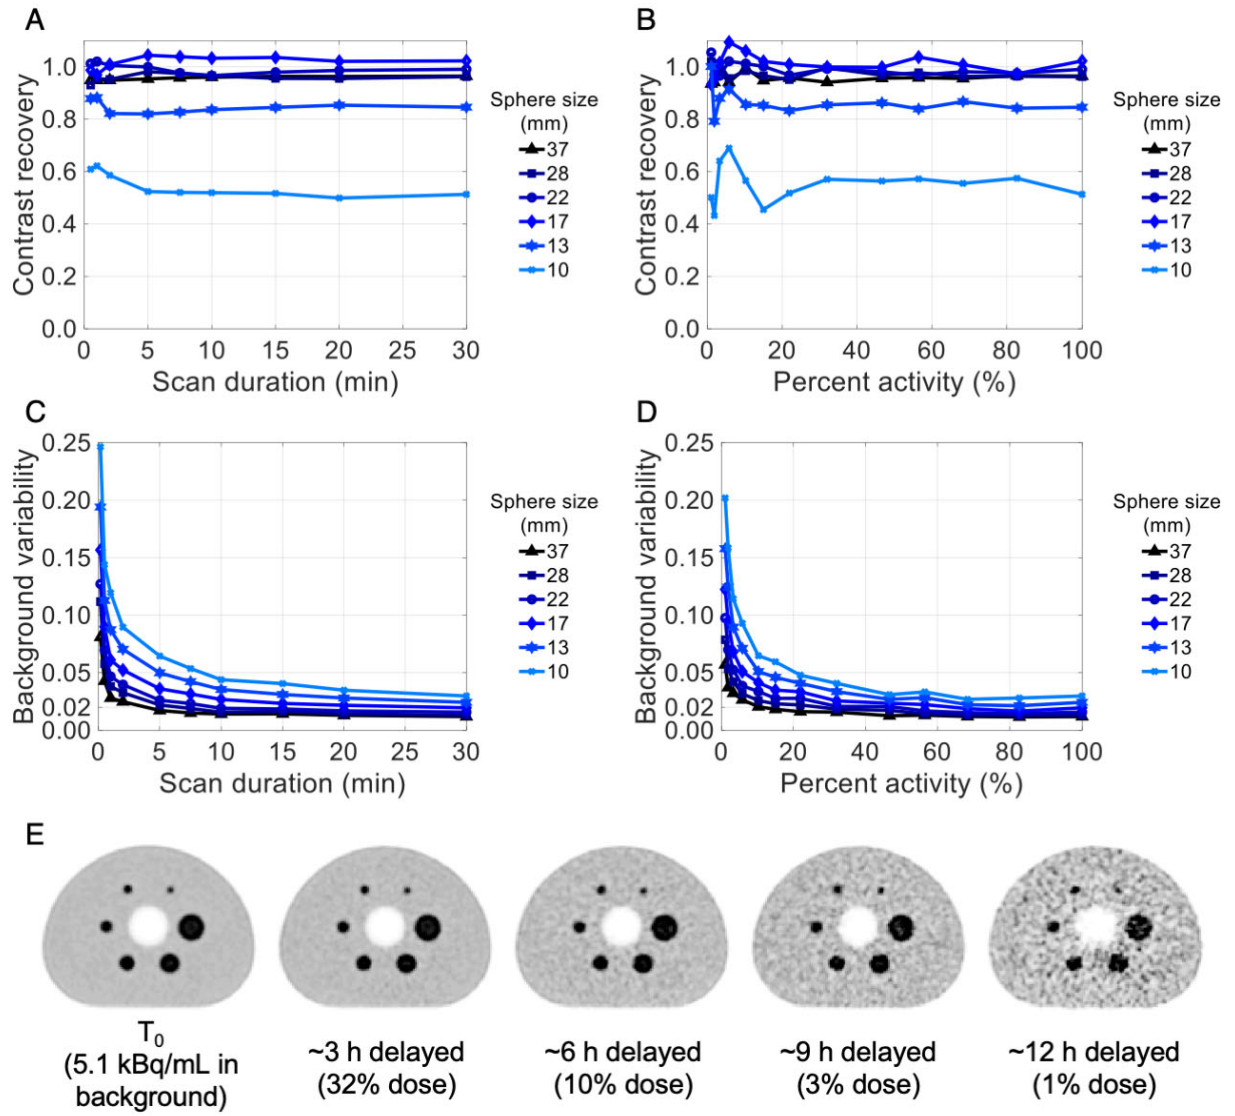 A
1.0
0.8
0.6
0.4
0.2
0.0
Contrast recovery
0 5 10 15 20 25 30
Scan duration (min)
Sphere size
(mm)
37
28
22
17
13
10
B
1.0
0.8
0.6
0.4
0.2
0.0
Contrast recovery
0 20 40 60 80 100
Percent activity (%)
Sphere size
(mm)
37
28
22
17
13
10
C
0.25
0.20
0.15
0.10
0.05
0.02
0.00
Background variability
0 5 10 15 20 25 30
Scan duration (min)
Sphere size
(mm)
37
28
22
17
13
10
D
0.25
0.20
0.15
0.10
0.05
0.02
0.00
Background variability
0 20 40 60 80 100
Percent activity (%)
Sphere size
(mm)
37
28
22
17
13
10
E
T0
(5.1 kBq/mL in
background)
~3 h delayed
(32% dose)
~6 h delayed
(10% dose)
~9 h delayed
(3% dose)
~12 h delayed
(1% dose)